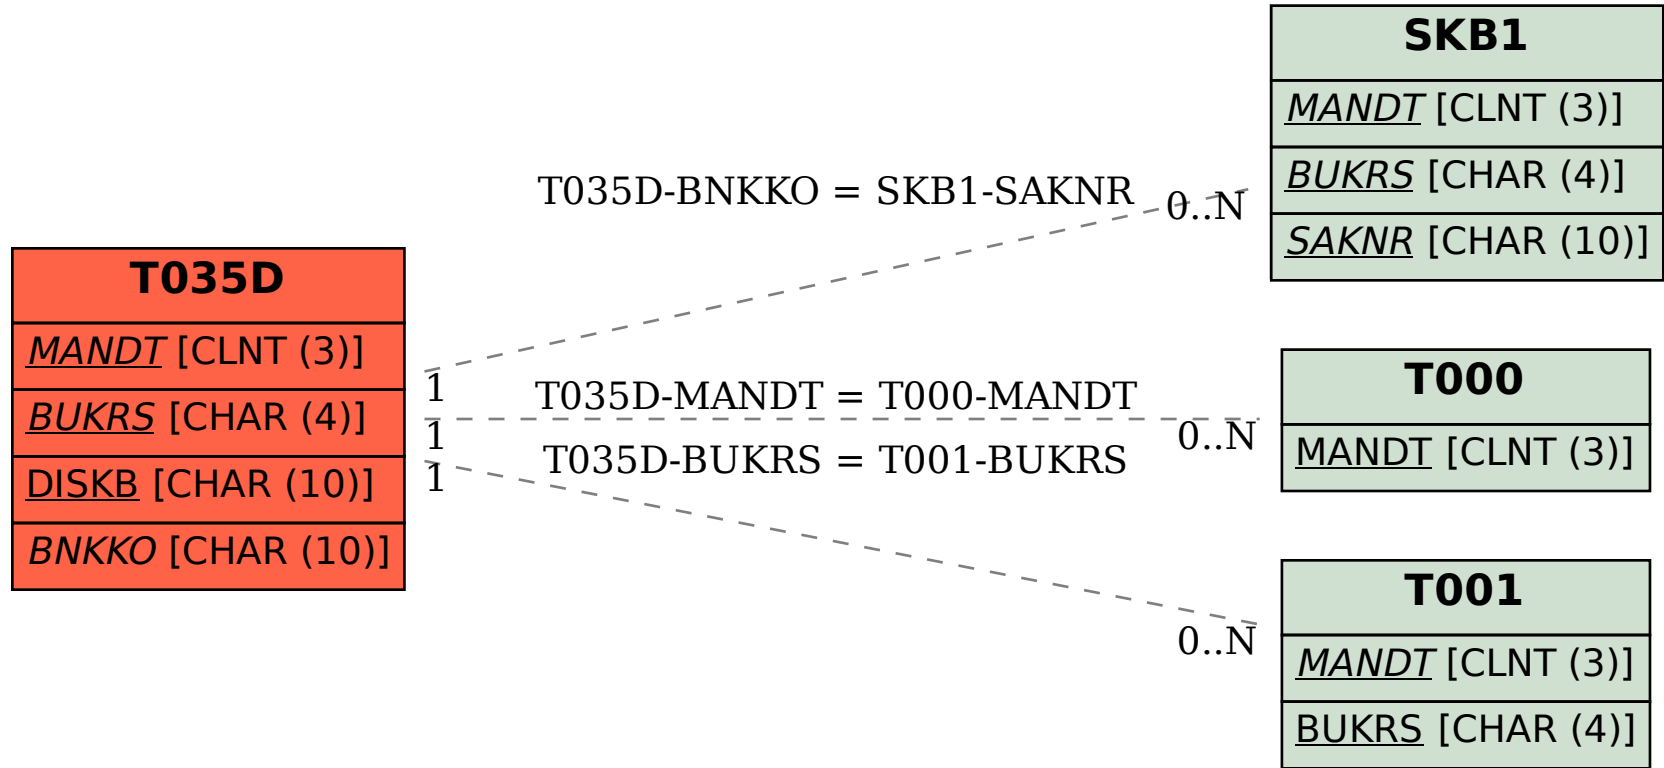 T035D
MANDT [CLNT (3)]
BUKRS [CHAR (4)]
DISKB [CHAR (10)]
BNKKO [CHAR (10)]
T035D-BNKKO = SKB1-SAKNR
0..N
1
T035D-MANDT = T000-MANDT
0..N
1
T035D-BUKRS = T001-BUKRS
0..N
1
SKB1
MANDT [CLNT (3)]
BUKRS [CHAR (4)]
SAKNR [CHAR (10)]
T000
MANDT [CLNT (3)]
T001
MANDT [CLNT (3)]
BUKRS [CHAR (4)]